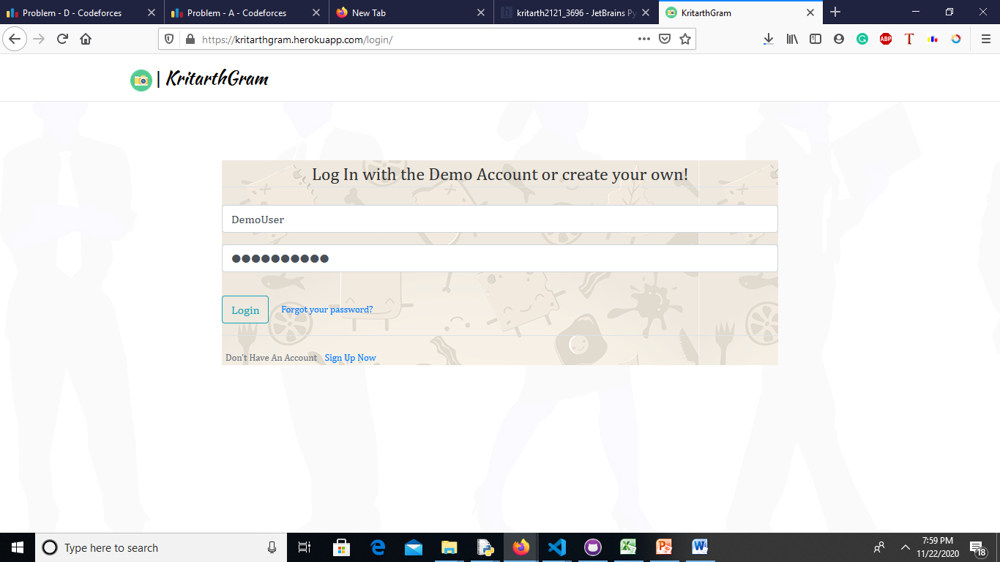 Problem - D - Codeforces
Problem - A - Codeforces
New Tab
kritarth2121_3696 - JetBrains Py
KritarthGram
https://kritarthgram.herokuapp.com/login/
ABP
T
| KritarthGram
Log In with the Demo Account or create your own!
DemoUser
●●●●●●●●●●
Login Forgot your password?
Don't Have An Account Sign Up Now
Type here to search
7:59 PM
11/22/2020
18